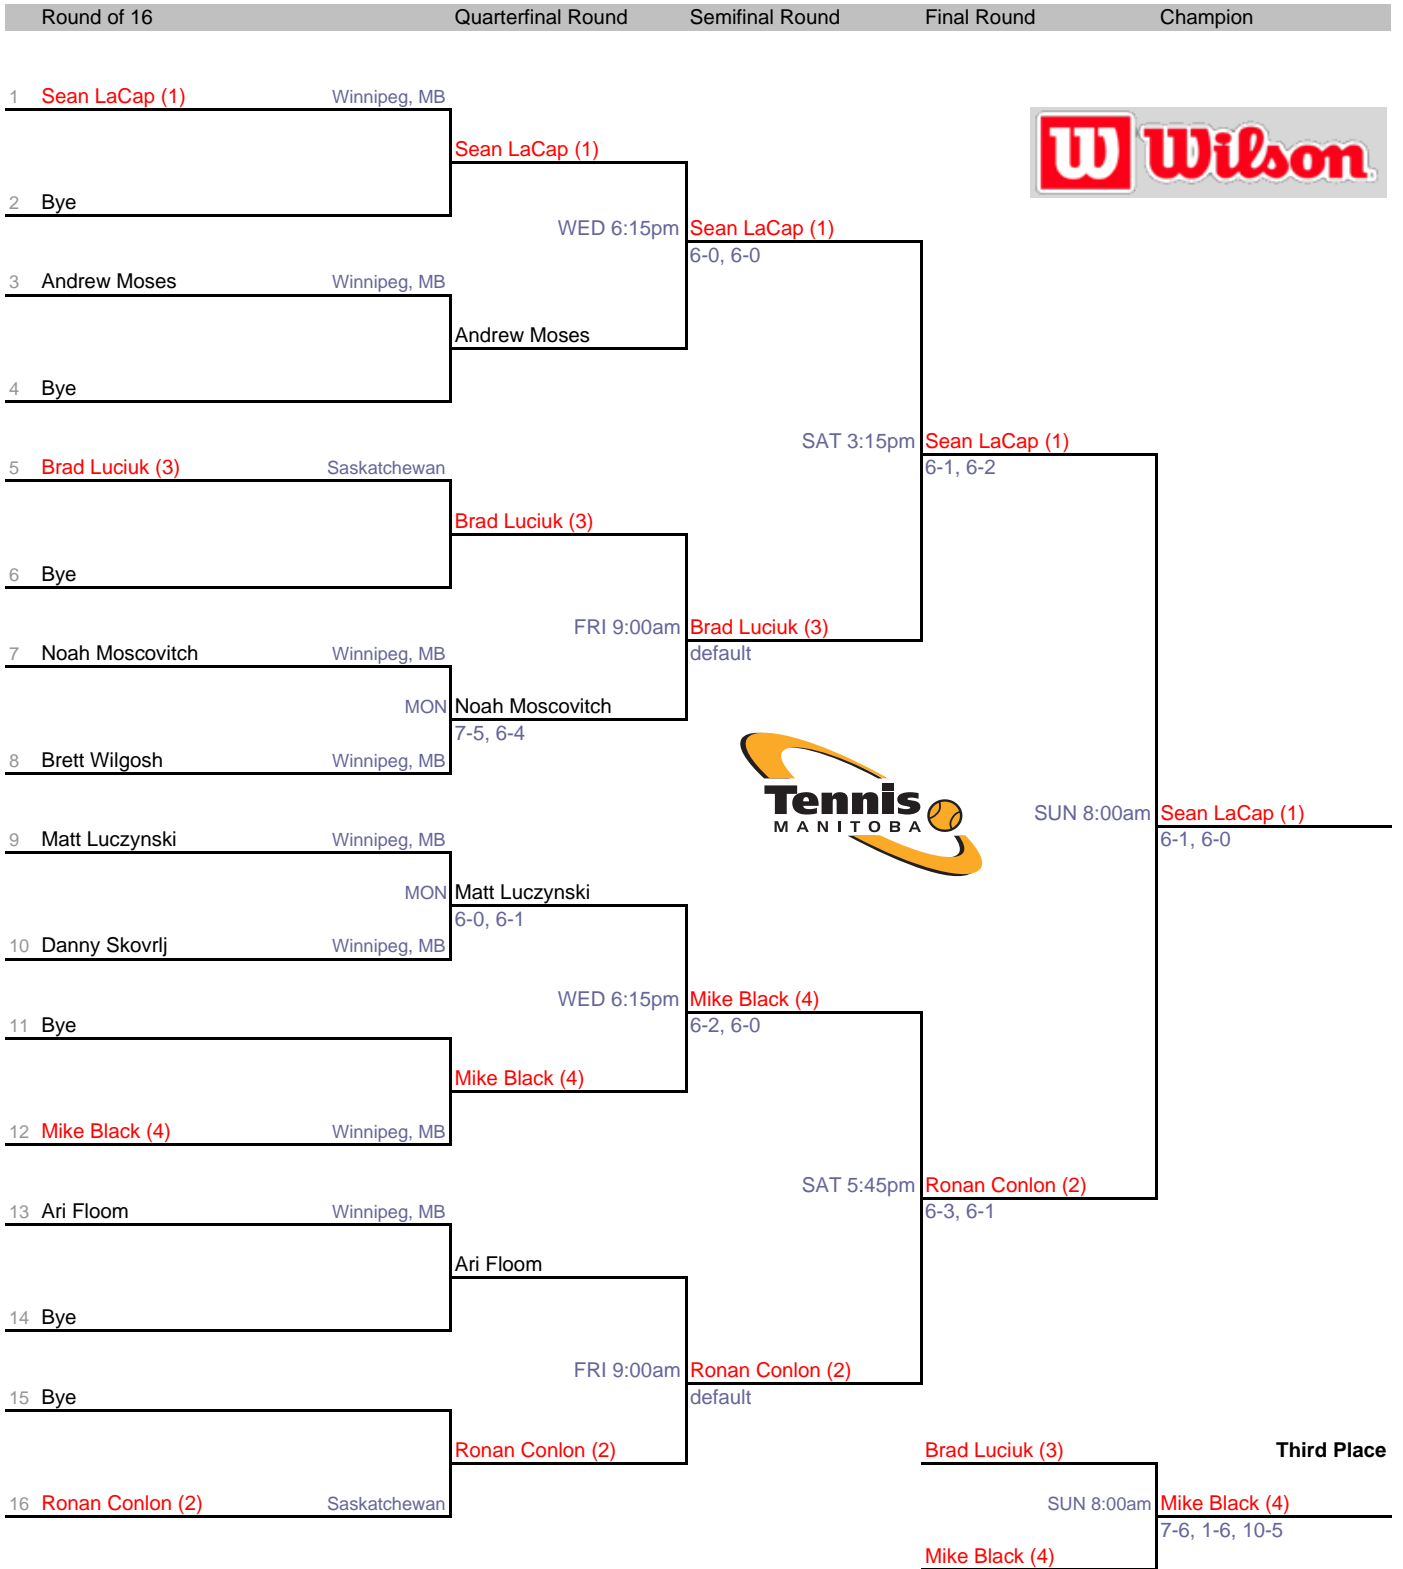 Round of 16 Quarterfinal Round Semifinal Round Final Round Champion
1 Sean LaCap (1) Winnipeg, MB
W Wilson
Sean LaCap (1)
2 Bye
WED 6:15pm Sean LaCap (1)
6-0, 6-0
3 Andrew Moses Winnipeg, MB
Andrew Moses
4 Bye
SAT 3:15pm Sean LaCap (1)
6-1, 6-2
5 Brad Luciuk (3) Saskatchewan
Brad Luciuk (3)
6 Bye
FRI 9:00am Brad Luciuk (3)
default
7 Noah Moscovitch Winnipeg, MB
MON Noah Moscovitch
7-5, 6-4
8 Brett Wilgosh Winnipeg, MB
Tennis
MANITOBA
SUN 8:00am Sean LaCap (1)
6-1, 6-0
9 Matt Luczynski Winnipeg, MB
MON Matt Luczynski
6-0, 6-1
10 Danny Skovrlj Winnipeg, MB
WED 6:15pm Mike Black (4)
6-2, 6-0
11 Bye
Mike Black (4)
12 Mike Black (4) Winnipeg, MB
SAT 5:45pm Ronan Conlon (2)
6-3, 6-1
13 Ari Floom Winnipeg, MB
Ari Floom
14 Bye
FRI 9:00am Ronan Conlon (2)
default
15 Bye
Ronan Conlon (2)
Brad Luciuk (3) Third Place
16 Ronan Conlon (2) Saskatchewan
SUN 8:00am Mike Black (4)
7-6, 1-6, 10-5
Mike Black (4)